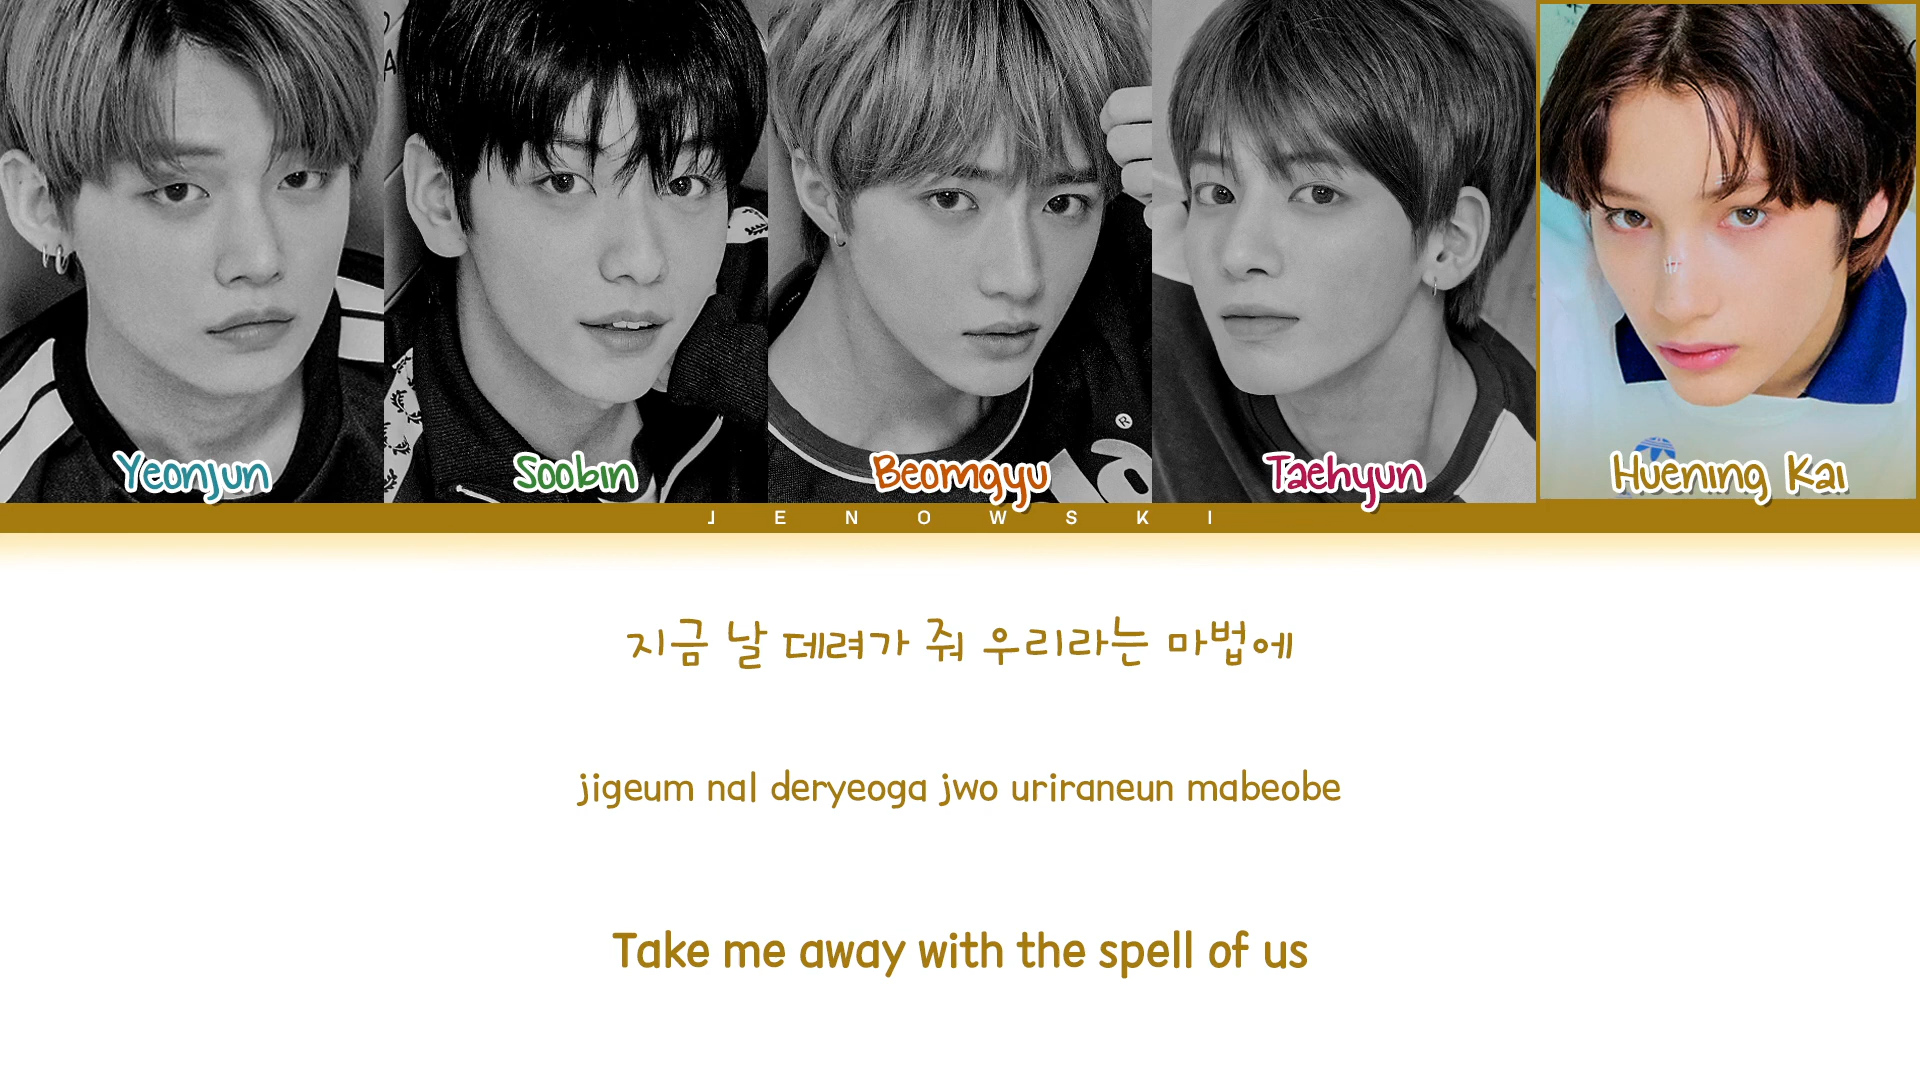 Yeonjun Soobin Beomgyu Taehyun Huening Kai
JENOWSKI
지금 날 데려가 줘 우리라는 마법에
jigeum nal deryeoga jwo uriraneun mabeobe
Take me away with the spell of us